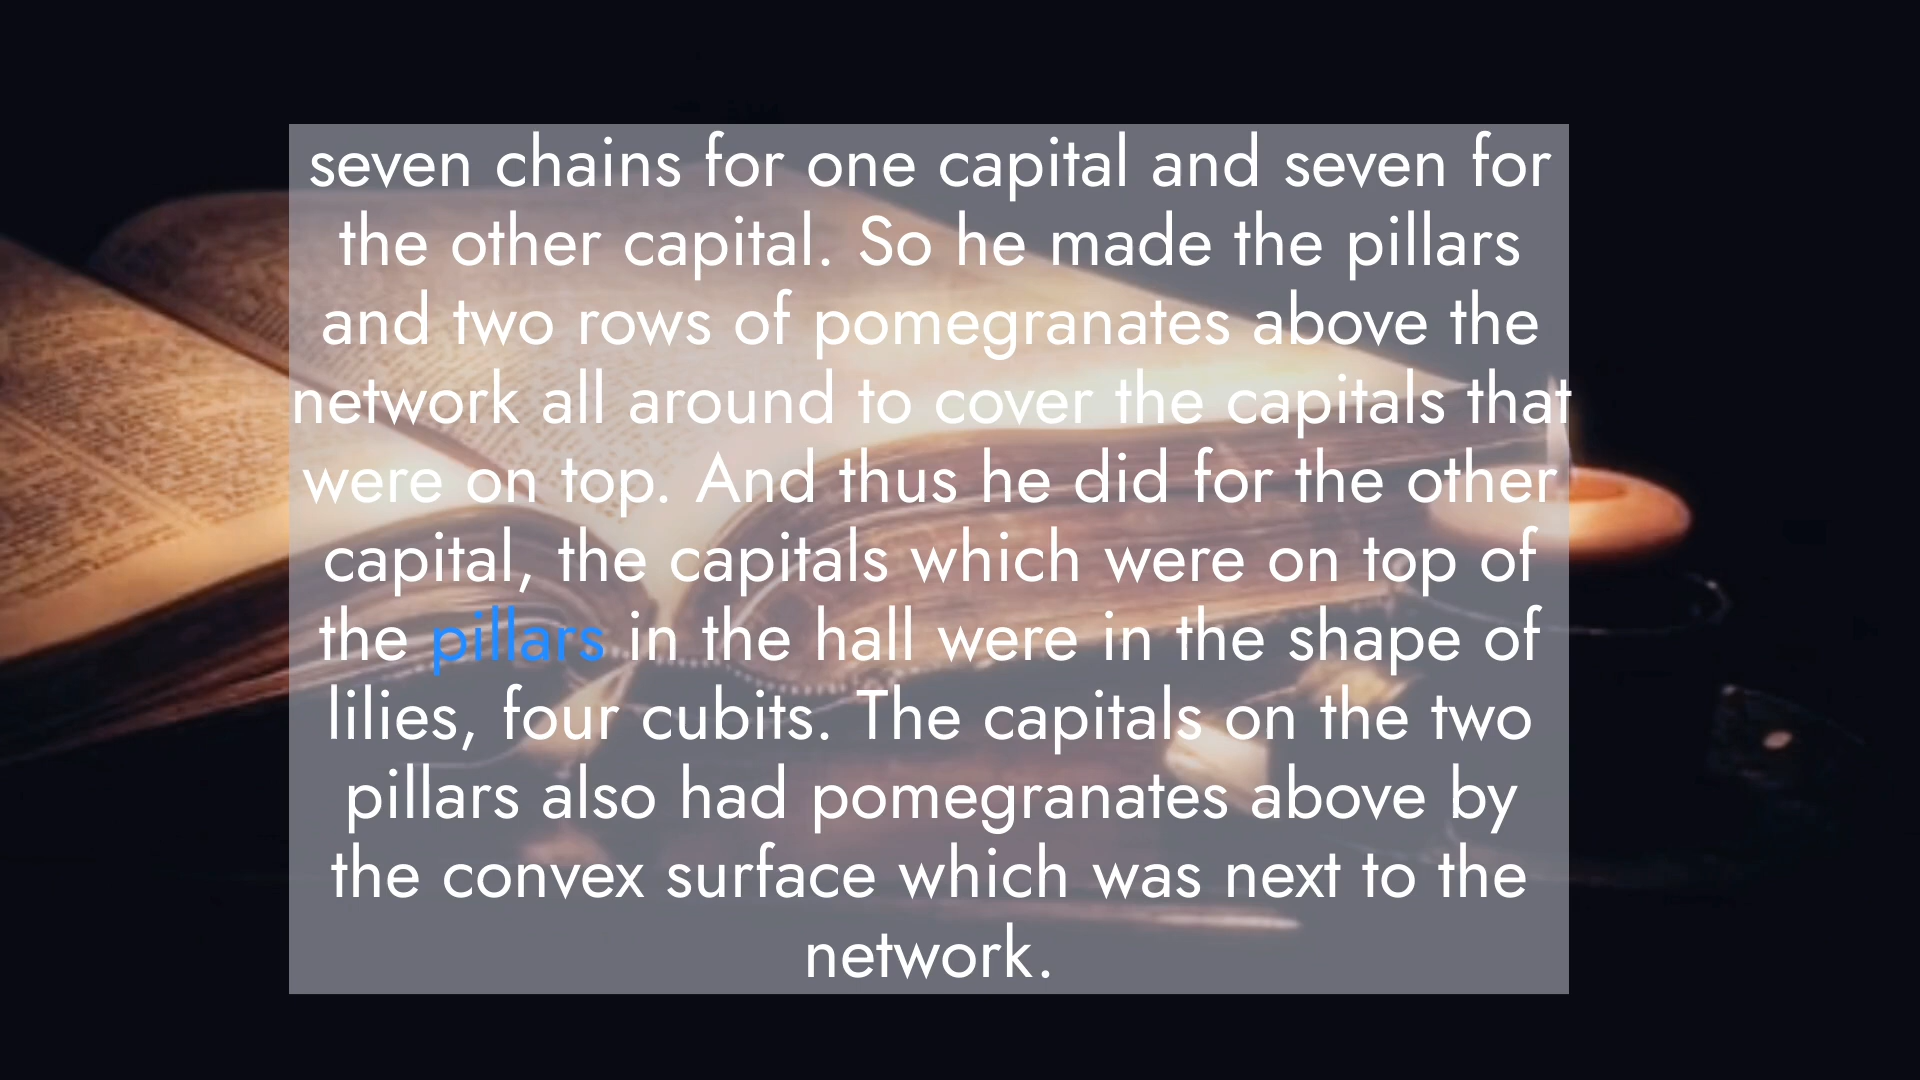 seven chains for one capital and seven for
the other capital. So he made the pillars
and two rows of pomegranates above the
network all around to cover the capitals that
were on top. And thus he did for the other
capital, the capitals which were on top of
the pillars in the hall were in the shape of
lilies, four cubits. The capitals on the two
pillars also had pomegranates above by
the convex surface which was next to the
network.